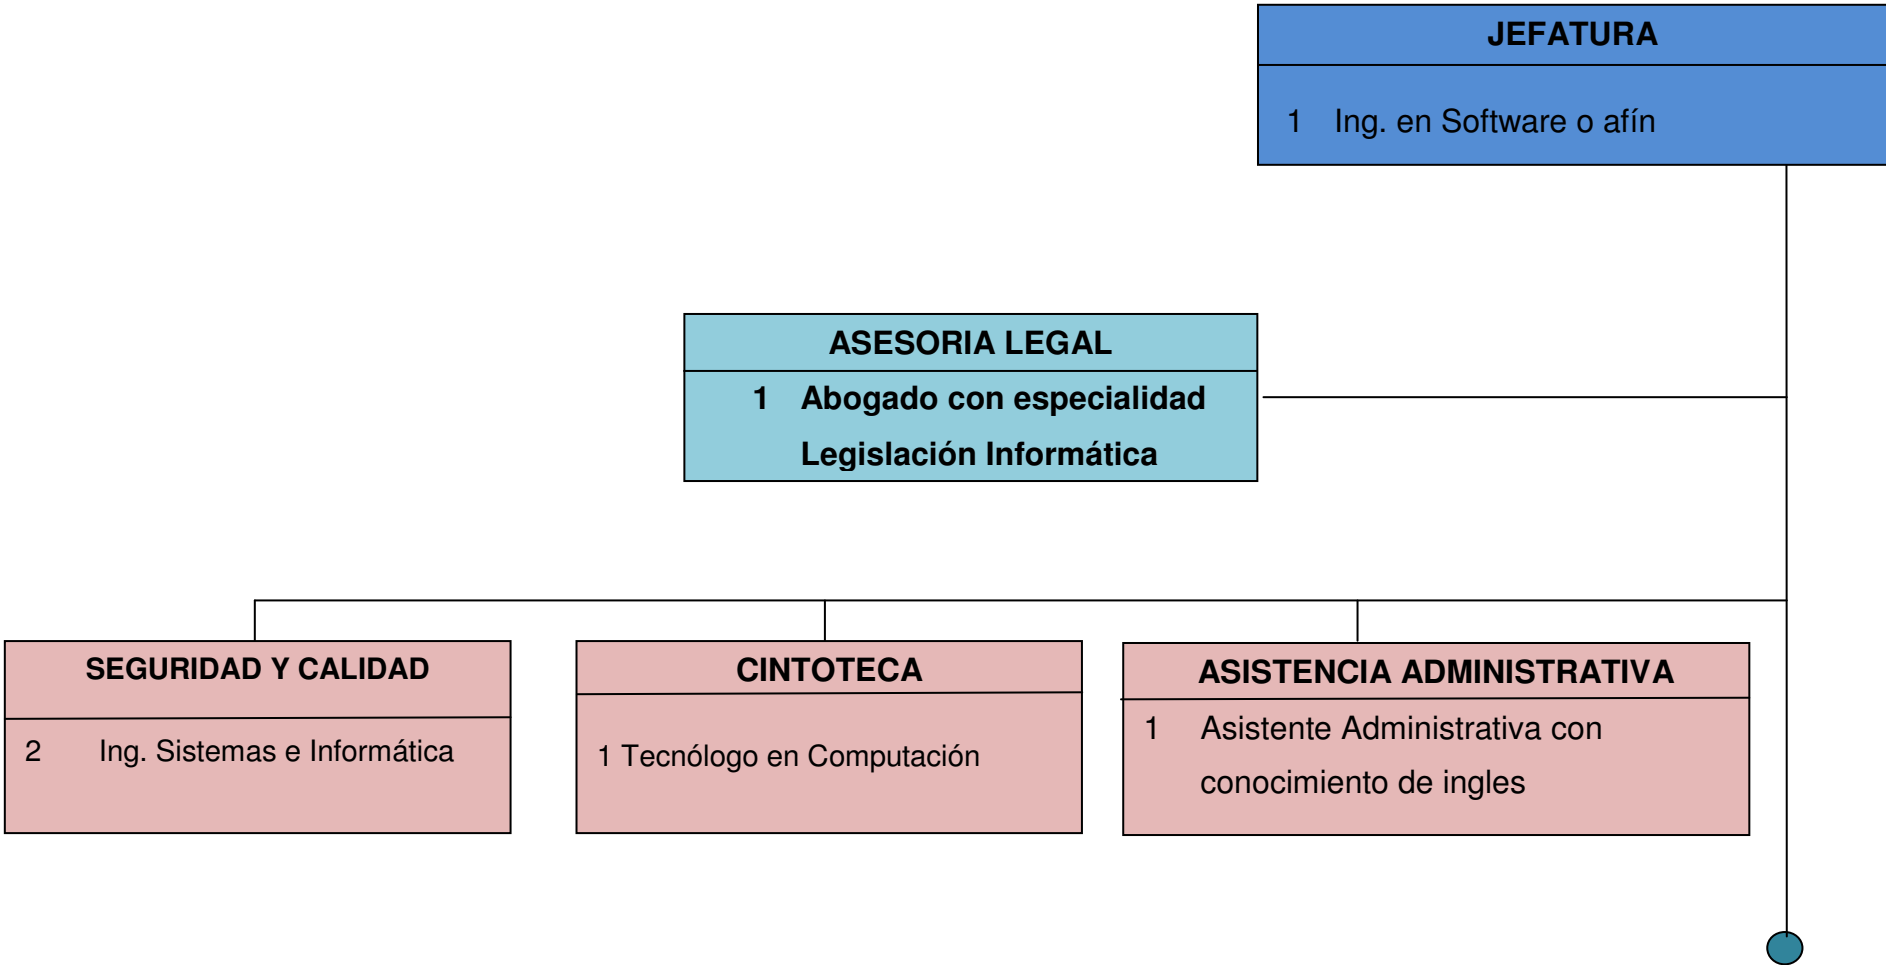 JEFATURA
1 Ing. en Software o afín
ASESORIA LEGAL
1 Abogado con especialidad
Legislación Informática
SEGURIDAD Y CALIDAD
2 Ing. Sistemas e Informática
CINTOTECA
1 Tecnólogo en Computación
ASISTENCIA ADMINISTRATIVA
1 Asistente Administrativa con
conocimiento de ingles